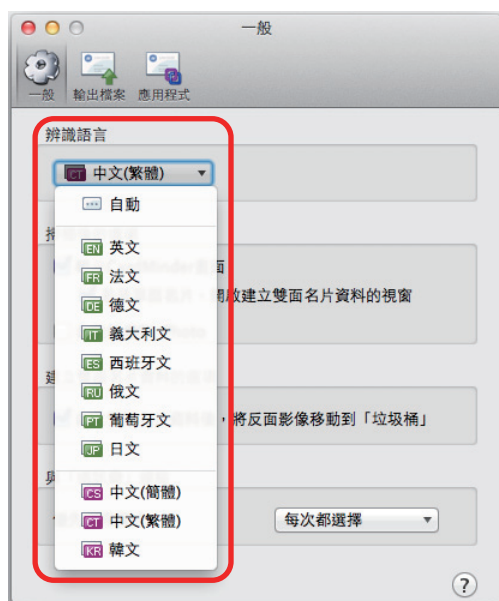 一般
一般 輸出檔案 應用程式
辨識語言
CT 中文(繁體)
自動
EN 英文
FR 法文
頁面
DE 德文
開啟建立雙面名片資料的視窗
IT 義大利文
ES 西班牙文
RU 俄文
PT 葡萄牙文
，將反面影像移動到「垃圾桶」
JP 日文
CS 中文(簡體)
CT 中文(繁體)
每次都選擇
KR 韓文
?